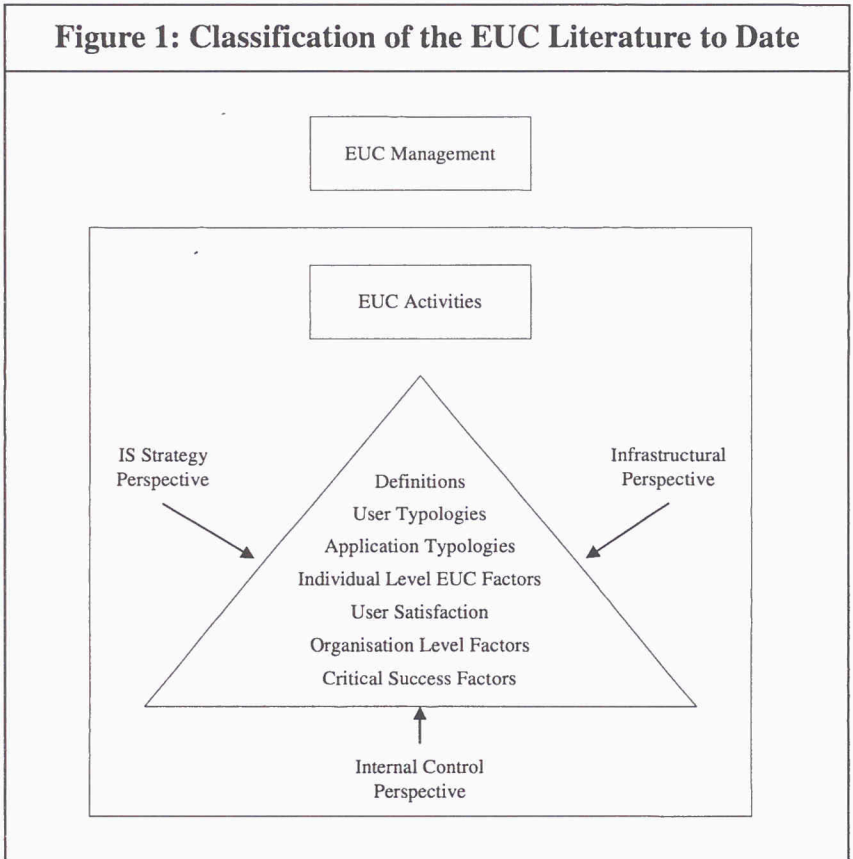 Figure 1: Classification of the EUC Literature to Date
EUC Management
EUC Activities
IS Strategy
Perspective
Infrastructural
Perspective
Definitions
User Typologies
Application Typologies
Individual Level EUC Factors
User Satisfaction
Organisation Level Factors
Critical Success Factors
Internal Control
Perspective